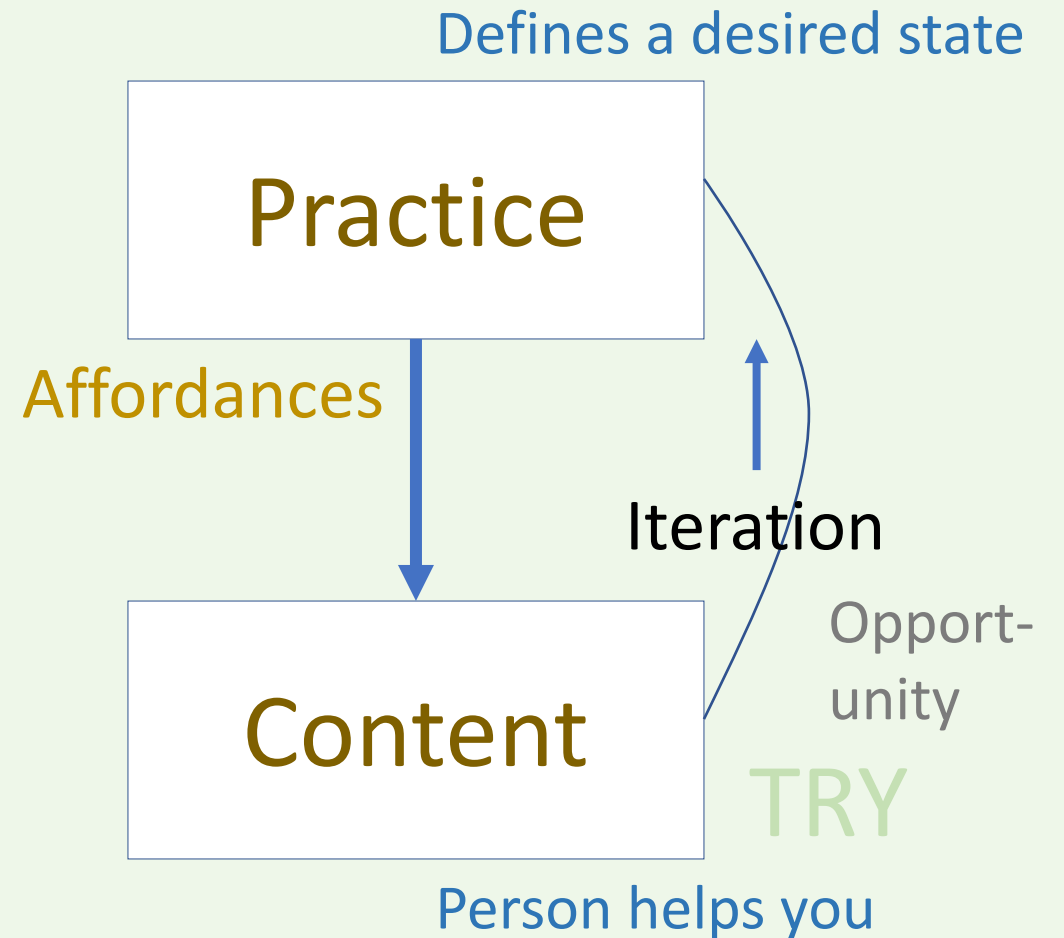 Defines a desired state
Practice
Affordances
Iteration
Opport-
unity
Content
TRY
Person helps you